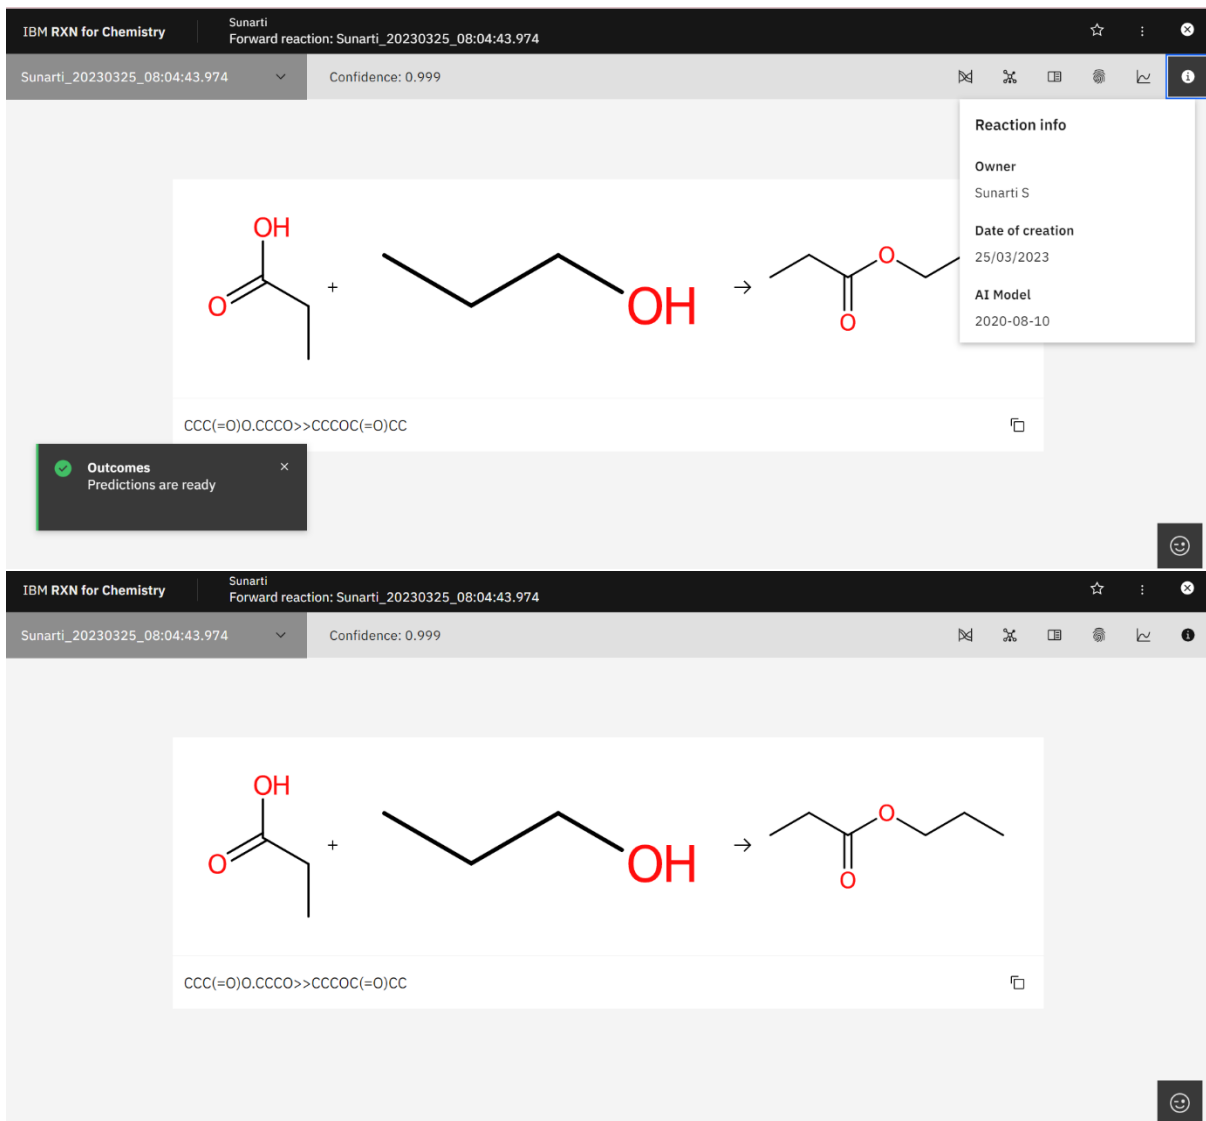 IBM RXN for Chemistry
Sunarti
Forward reaction: Sunarti_20230325_08:04:43.974
Sunarti_20230325_08:04:43.974
Confidence: 0.999
Reaction info
Owner
Sunarti S
Date of creation
25/03/2023
AI Model
2020-08-10
OH
O
+
OH
→
O
O
CCC(=O)O.CCCO>>CCCOC(=O)CC
Outcomes
Predictions are ready
IBM RXN for Chemistry
Sunarti
Forward reaction: Sunarti_20230325_08:04:43.974
Sunarti_20230325_08:04:43.974
Confidence: 0.999
OH
O
+
OH
→
O
O
CCC(=O)O.CCCO>>CCCOC(=O)CC